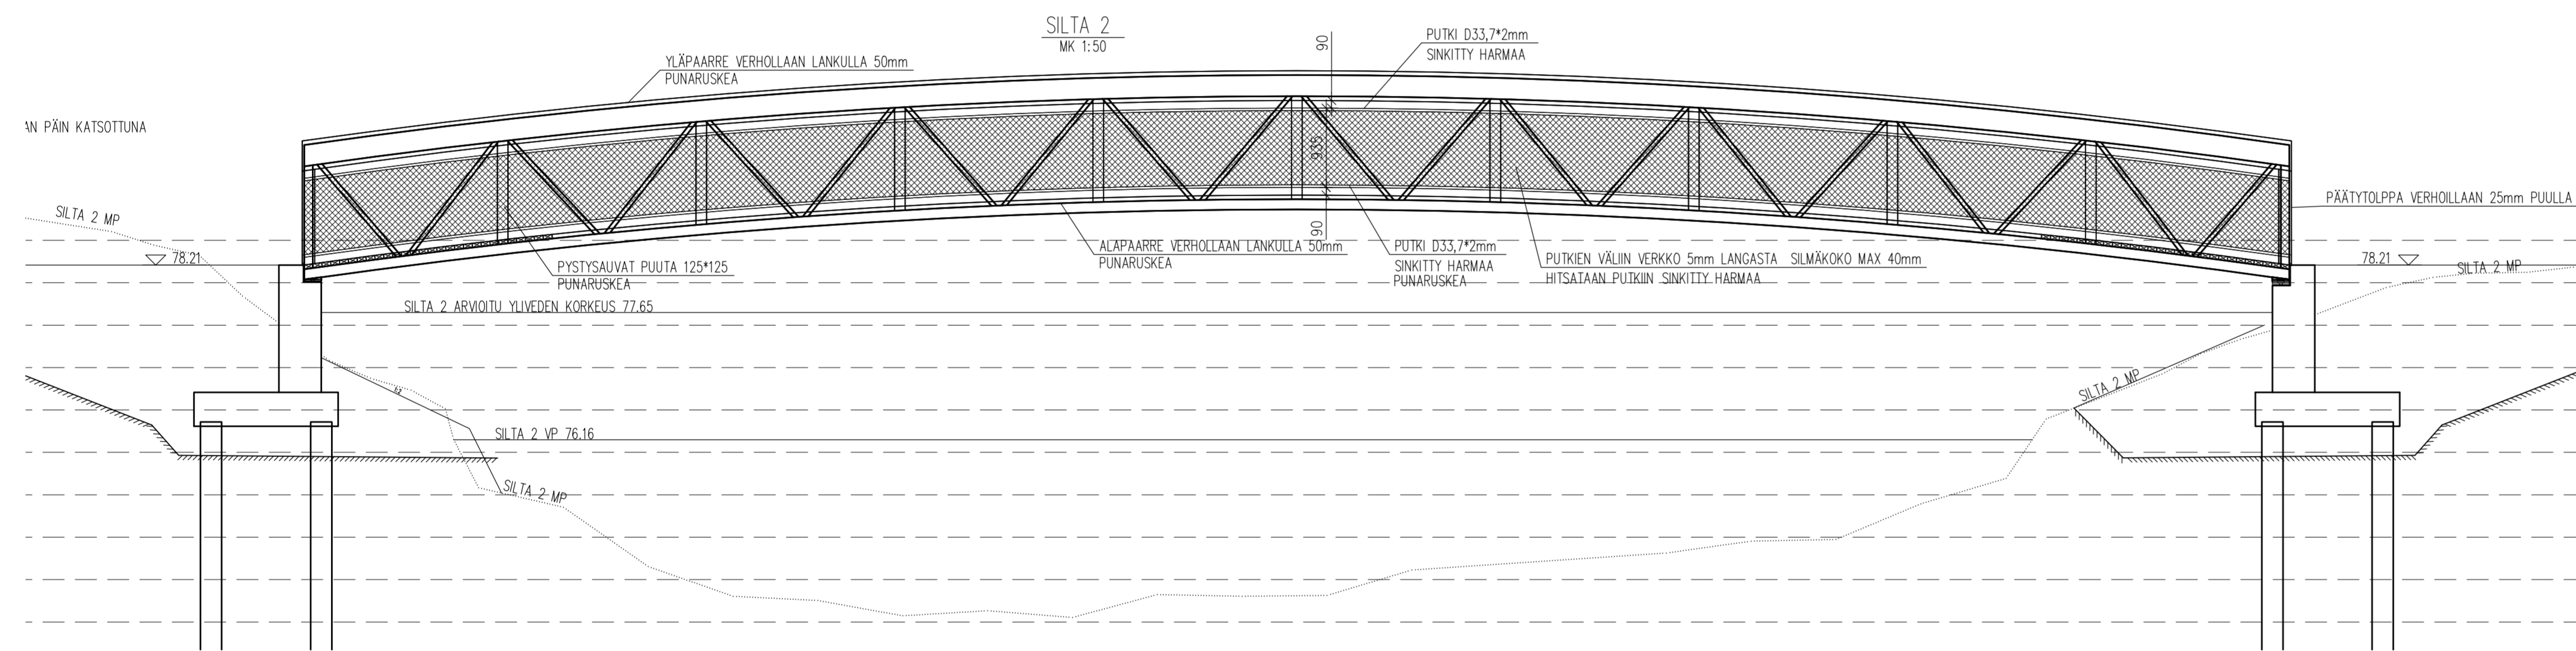 SILTA 2
MK 1:50
90
PUTKI D33,7*2mm
SINKITTY HARMAA
YLÄPAARRE VERHOLLAAN LANKULLA 50mm
PUNARUSKEA
AN PÄIN KATSOTTUNA
935
SILTA 2 MP
78.21
PÄÄTYTOLPPA VERHOILLAAN 25mm PUULLA
90
ALAPAARRE VERHOLLAAN LANKULLA 50mm
PUNARUSKEA
PUTKI D33,7*2mm
SINKITTY HARMAA
PUNARUSKEA
PUTKIEN VÄLIIN VERKKO 5mm LANGASTA SILMÄKOKO MAX 40mm
HITSATAAN PUTKIIN SINKITTY HARMAA
PYSTYSAUVAT PUUTA 125*125
PUNARUSKEA
78.21
SILTA 2 MP
SILTA 2 ARVIOITU YLIVEDEN KORKEUS 77.65
SILTA 2 MP
SILTA 2 VP 76.16
SILTA 2 MP